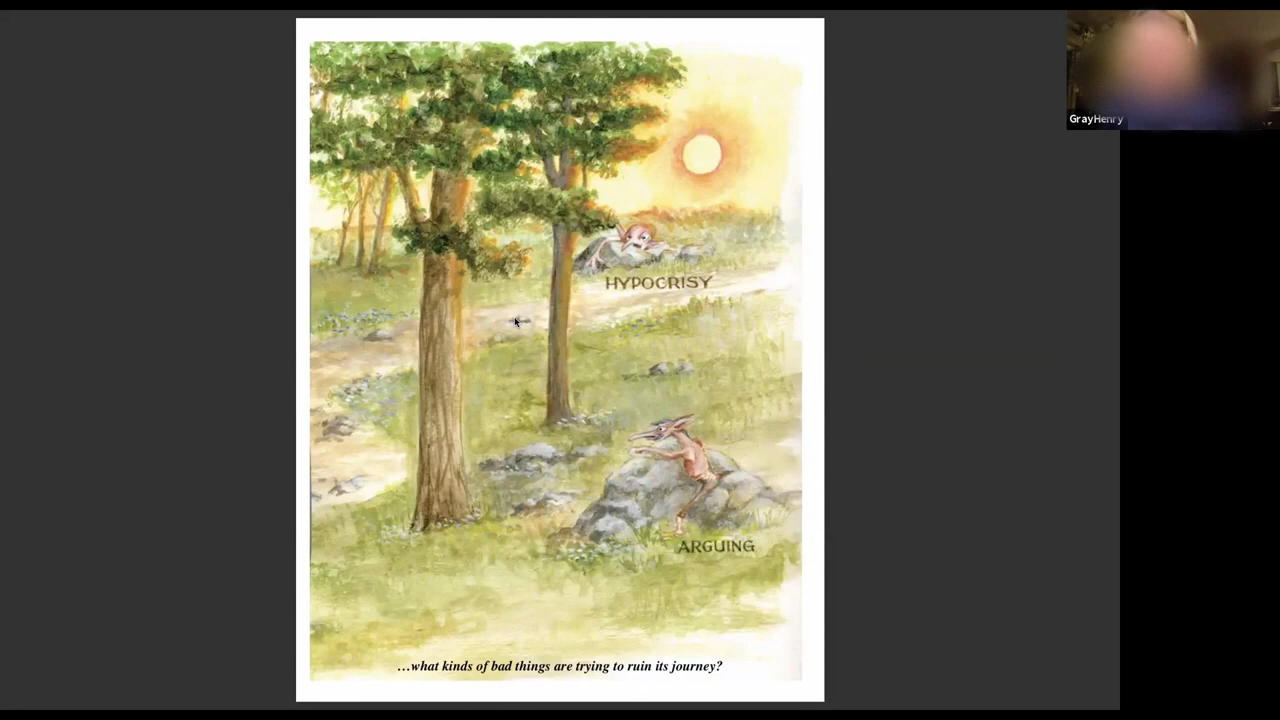 GrayHenry
HYPOCRISY
ARGUING
…what kinds of bad things are trying to ruin its journey?